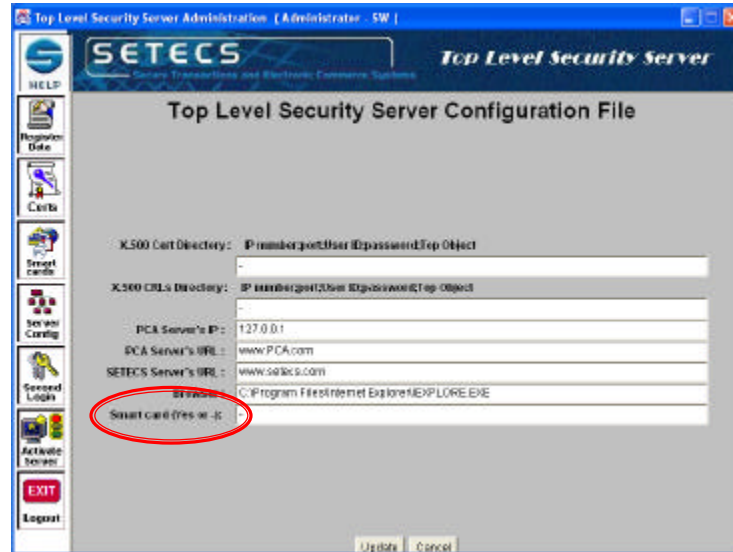 Top Level Security Server Administration ( Administrator - SW )
SETECS
Secure Transactions and Electronic Commerce Systems
Top Level Security Server
HELP
Register
Data
Certs
Smart
cards
Server
Config
Second
Login
Activate
Server
EXIT
Logout
Top Level Security Server Configuration File
X.500 Cert Directory : IP number;port;User ID;password;Top Object
-
X.500 CRLs Directory : IP number;port;User ID;password;Top Object
-
PCA Server's IP : 127.0.0.1
PCA Server's URL : www.PCA.com
SETECS Server's URL : www.setecs.com
Browser : C:\Program Files\Internet Explorer\IEXPLORE.EXE
Smart card (Yes or -): -
Update Cancel